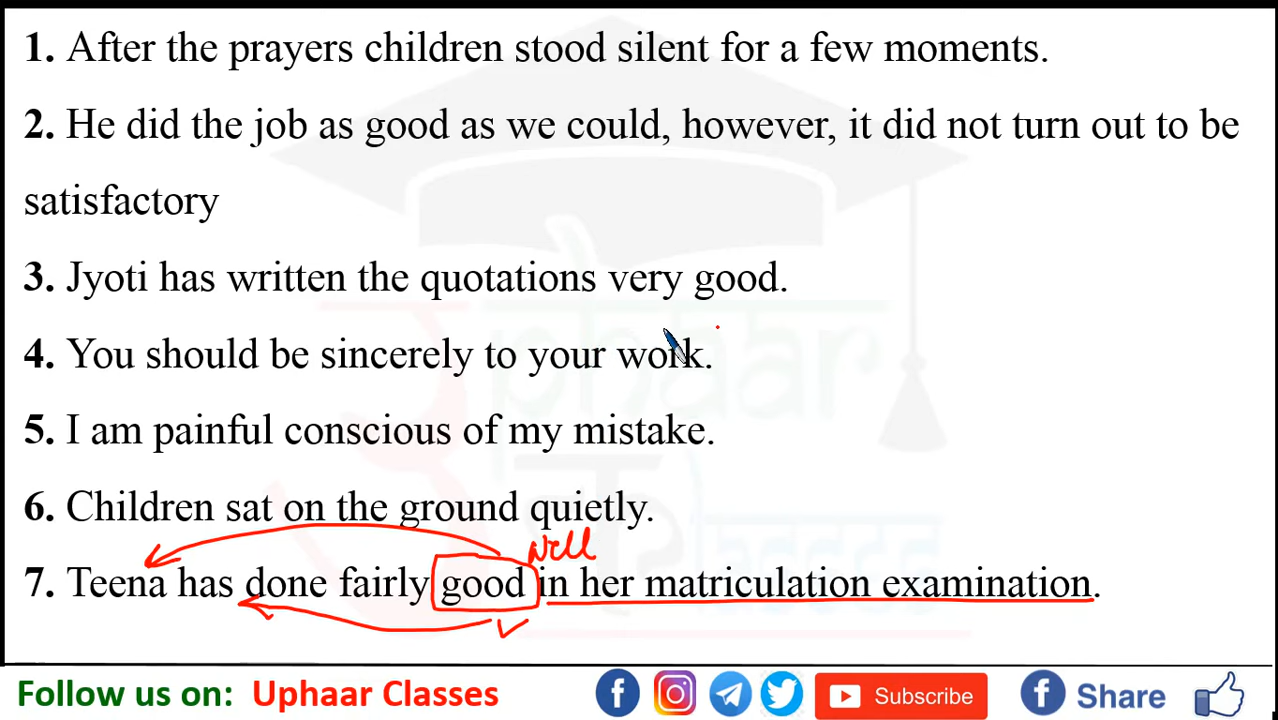 1. After the prayers children stood silent for a few moments.
2. He did the job as good as we could, however, it did not turn out to be
satisfactory
3. Jyoti has written the quotations very good.
4. You should be sincerely to your work.
5. I am painful conscious of my mistake.
6. Children sat on the ground quietly.
well
7. Teena has done fairly good in her matriculation examination.
Follow us on: Uphaar Classes Subscribe Share